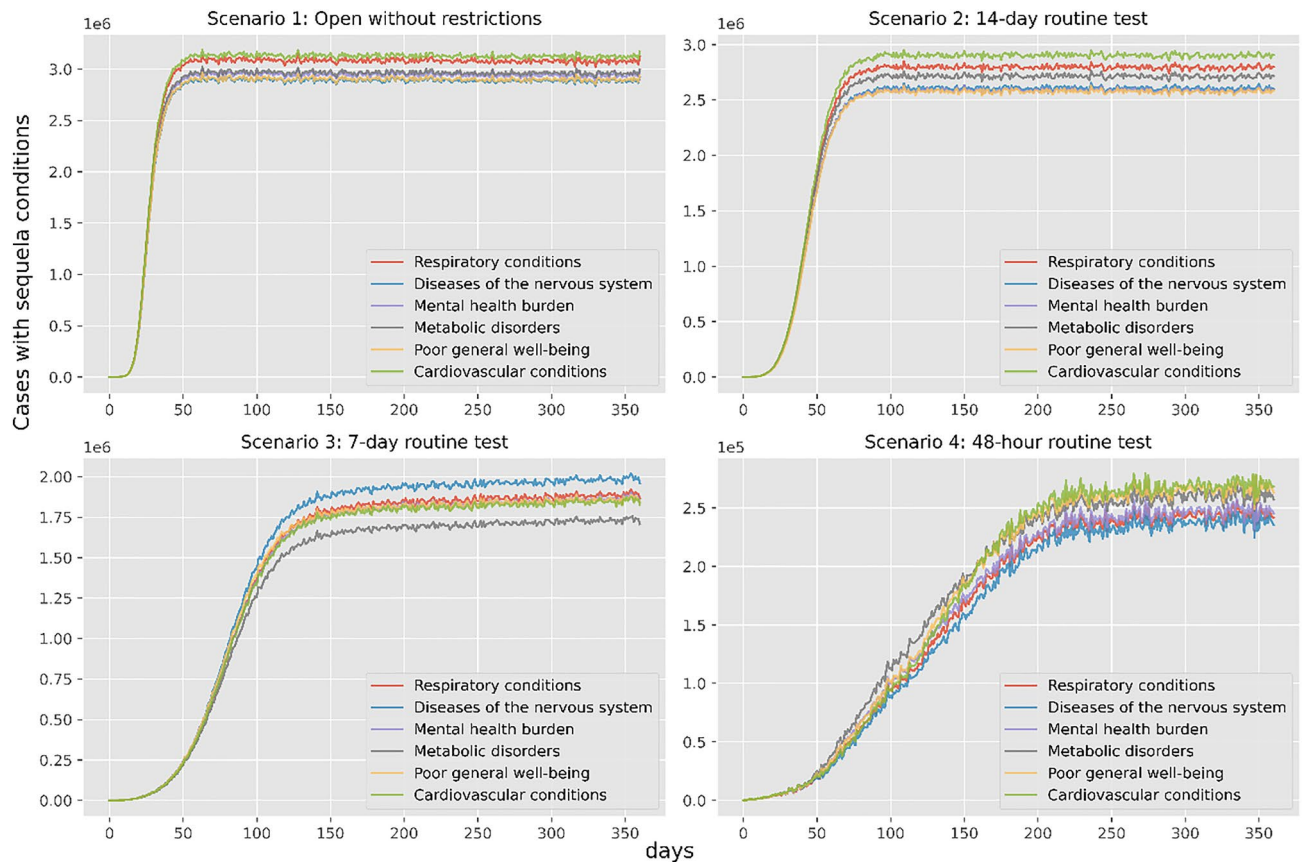 Scenario 1: Open without restrictions
1e6
3.0
2.5
2.0
1.5
1.0
0.5
0.0
0
50
100
150
200
250
300
350
Respiratory conditions
Diseases of the nervous system
Mental health burden
Metabolic disorders
Poor general well-being
Cardiovascular conditions
Scenario 2: 14-day routine test
1e6
3.0
2.5
2.0
1.5
1.0
0.5
0.0
0
50
100
150
200
250
300
350
Respiratory conditions
Diseases of the nervous system
Mental health burden
Metabolic disorders
Poor general well-being
Cardiovascular conditions
Cases with sequela conditions
Scenario 3: 7-day routine test
1e6
2.00
1.75
1.50
1.25
1.00
0.75
0.50
0.25
0.00
0
50
100
150
200
250
300
350
Respiratory conditions
Diseases of the nervous system
Mental health burden
Metabolic disorders
Poor general well-being
Cardiovascular conditions
Scenario 4: 48-hour routine test
1e5
2.5
2.0
1.5
1.0
0.5
0.0
0
50
100
150
200
250
300
350
Respiratory conditions
Diseases of the nervous system
Mental health burden
Metabolic disorders
Poor general well-being
Cardiovascular conditions
days